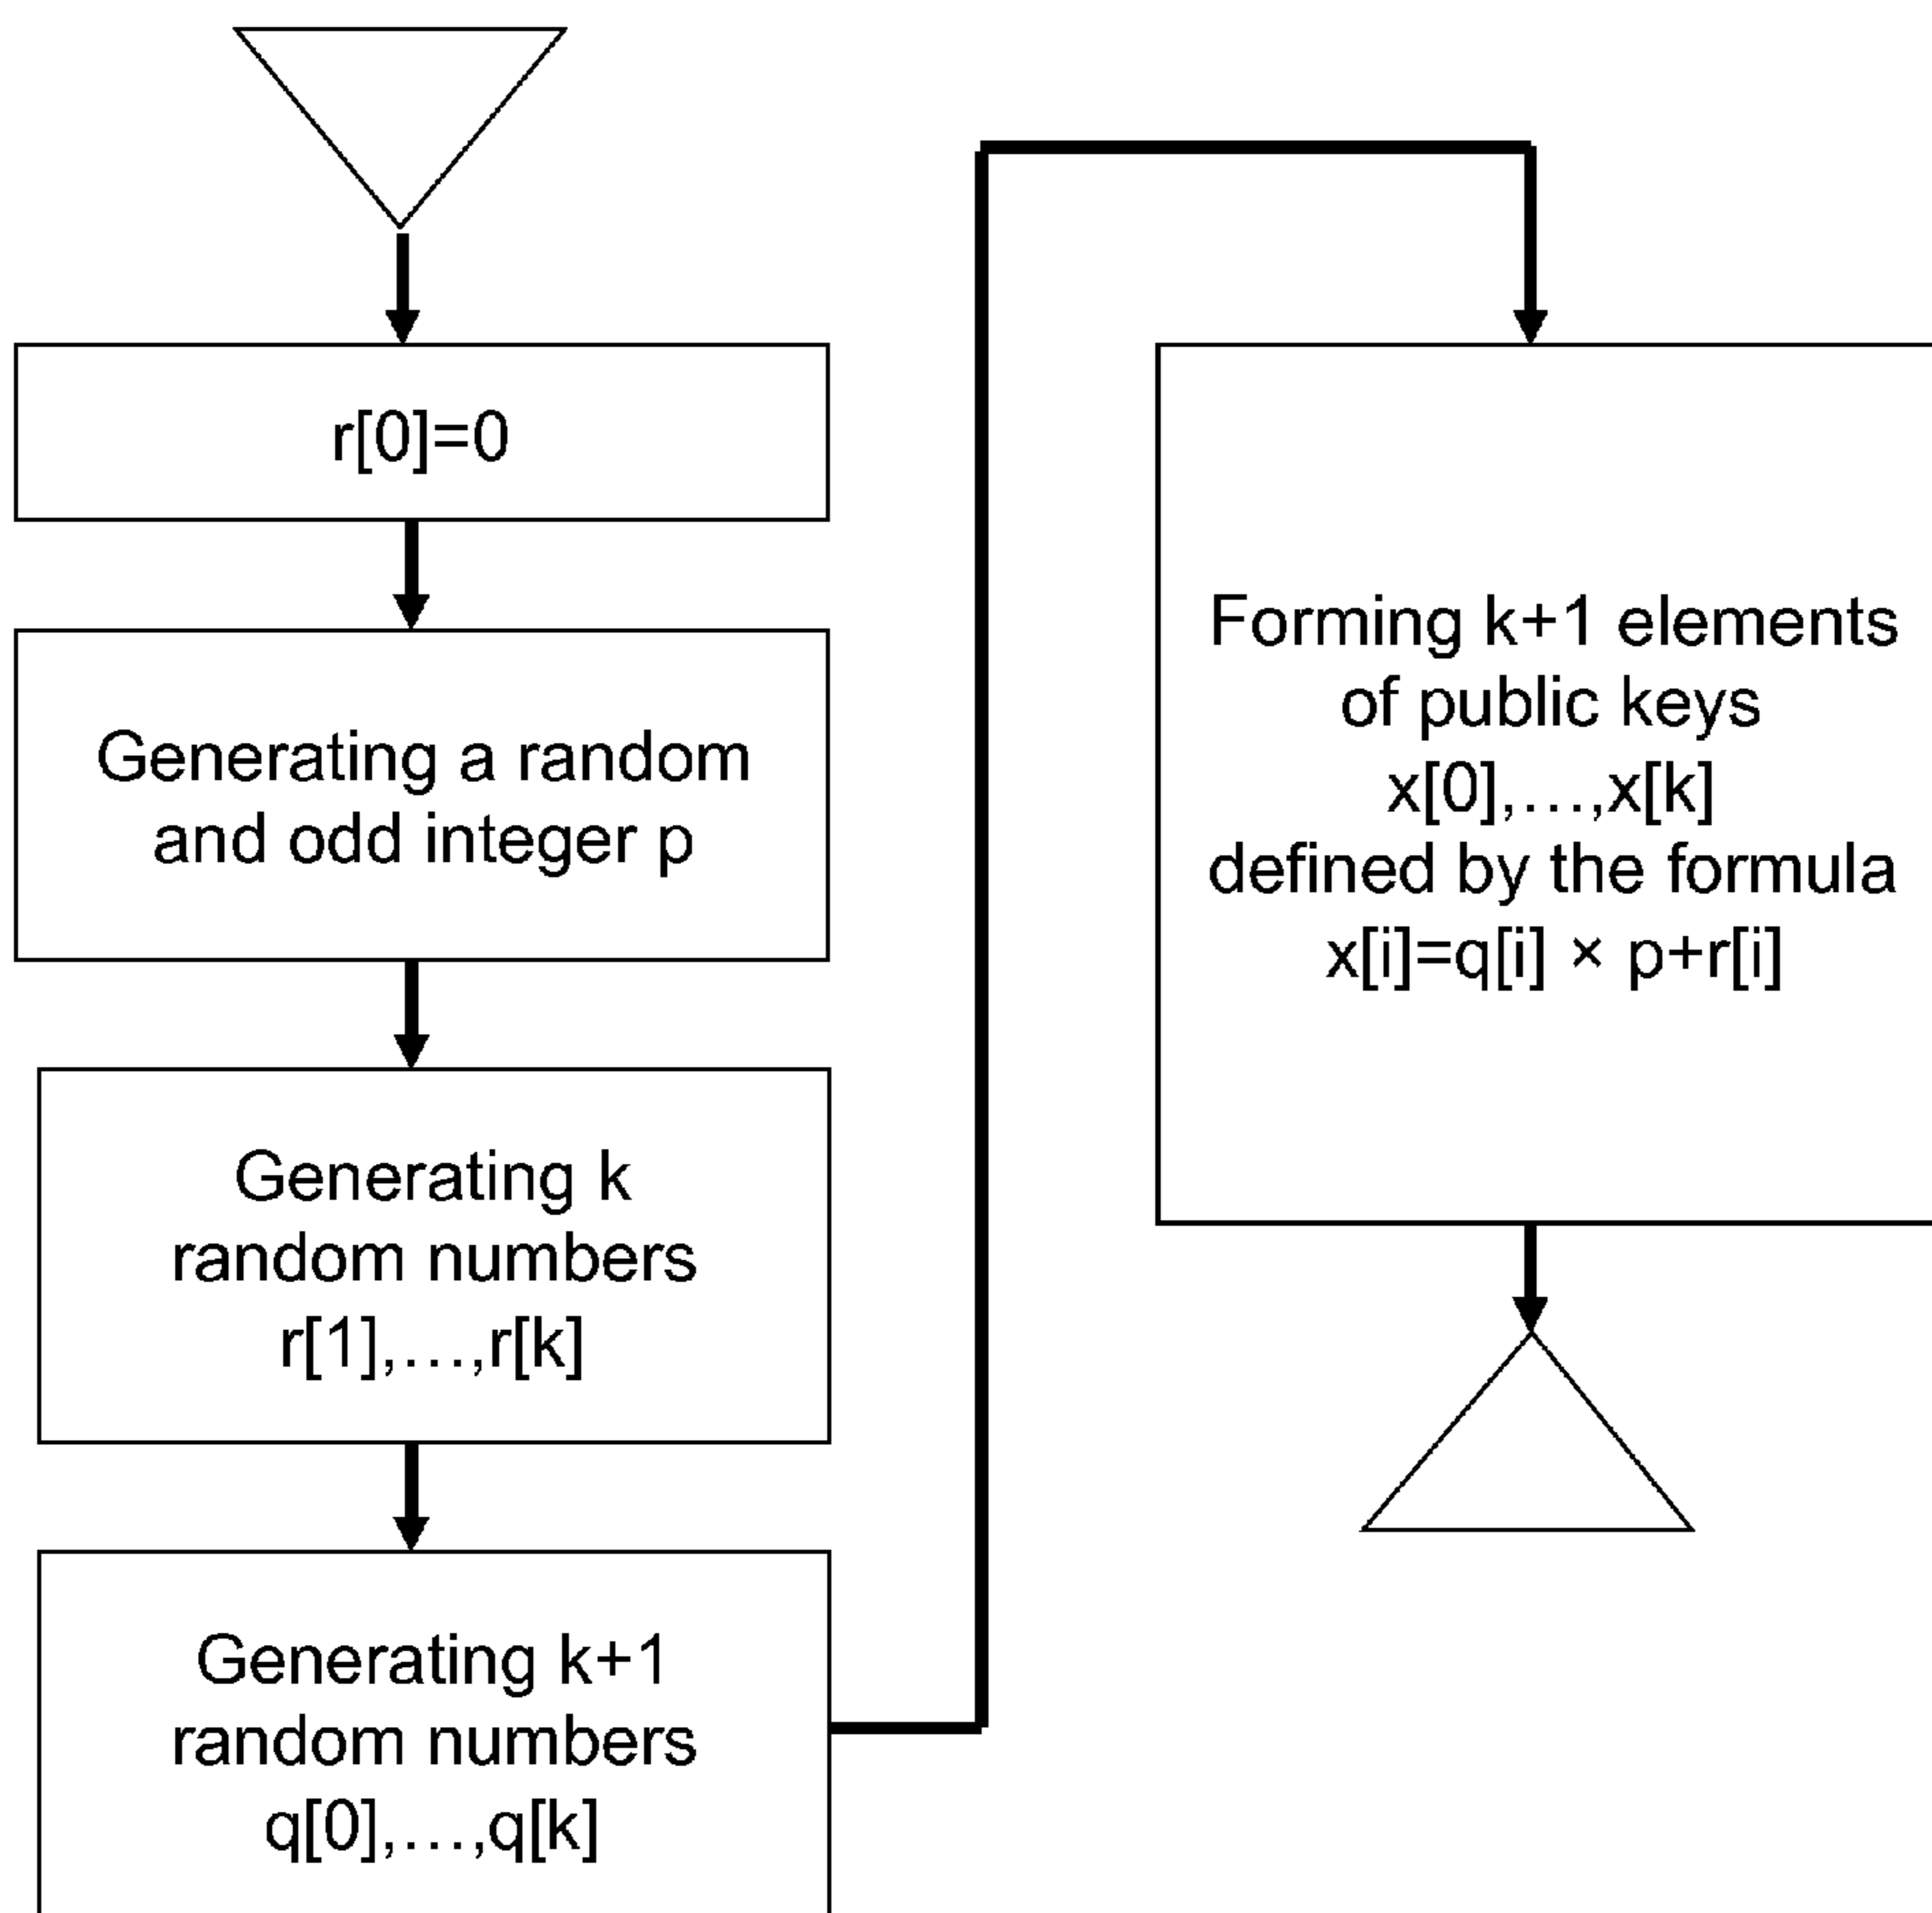 r[0]=0
Generating a random
and odd integer p
Generating k
random numbers
r[1],...,r[k]
Generating k+1
random numbers
q[0],...,q[k]
Forming k+1 elements
of public keys
x[0],...,x[k]
defined by the formula
x[i]=q[i] × p+r[i]